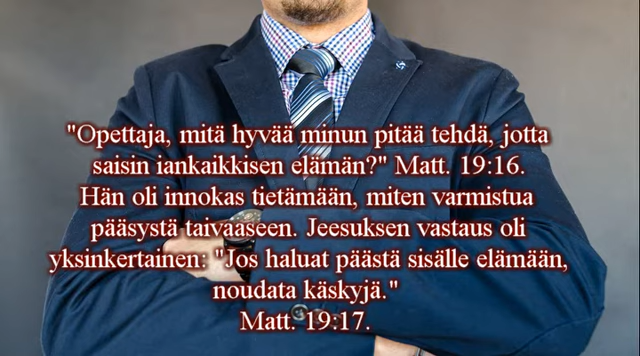 "Opettaja, mitä hyvää minun pitää tehdä, jotta
saisin iankaikkisen elämän?" Matt. 19:16.
Hän oli innokas tietämään, miten varmistua
pääsystä taivaaseen. Jeesuksen vastaus oli
yksinkertainen: "Jos haluat päästä sisälle elämään,
noudata käskyjä."
Matt. 19:17.